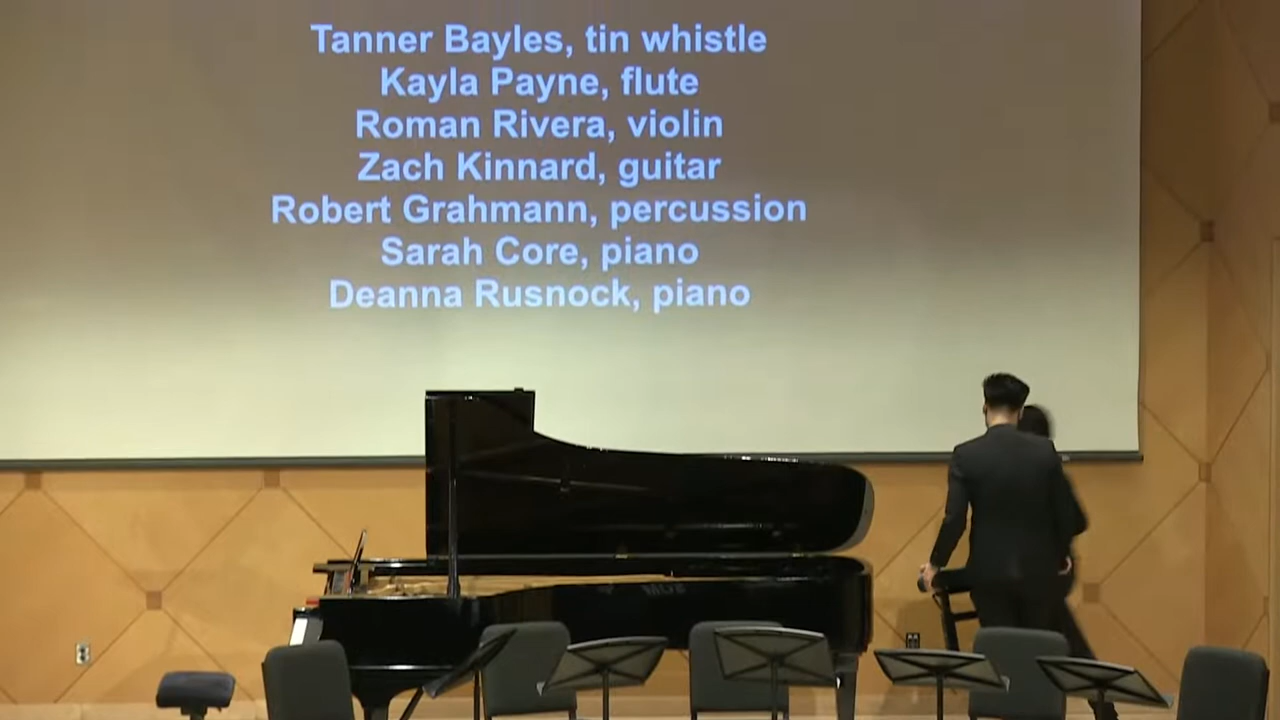 Tanner Bayles, tin whistle
Kayla Payne, flute
Roman Rivera, violin
Zach Kinnard, guitar
Robert Grahmann, percussion
Sarah Core, piano
Deanna Rusnock, piano